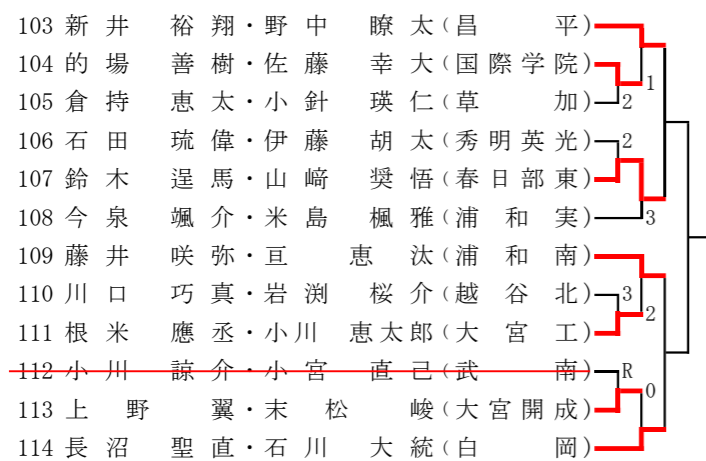 103 新井 裕翔・野中 瞭太(昌平)
104 的場 善樹・佐藤 幸大(国際学院) 1
105 倉持 恵太・小針 瑛仁(草加) 2
106 石田 琉偉・伊藤 胡太(秀明英光) 2
107 鈴木 逞馬・山﨑 奨悟(春日部東)
108 今泉 颯介・米島 楓雅(浦和実) 3
109 藤井 咲弥・亘 恵汰(浦和南)
110 川口 巧真・岩渕 桜介(越谷北) 3
111 根米 應丞・小川 恵太郎(大宮工) 2
112 小川 諒介・小宮 直己(武南) R
113 上野 翼・末松 峻(大宮開成) 0
114 長沼 聖直・石川 大統(白岡)